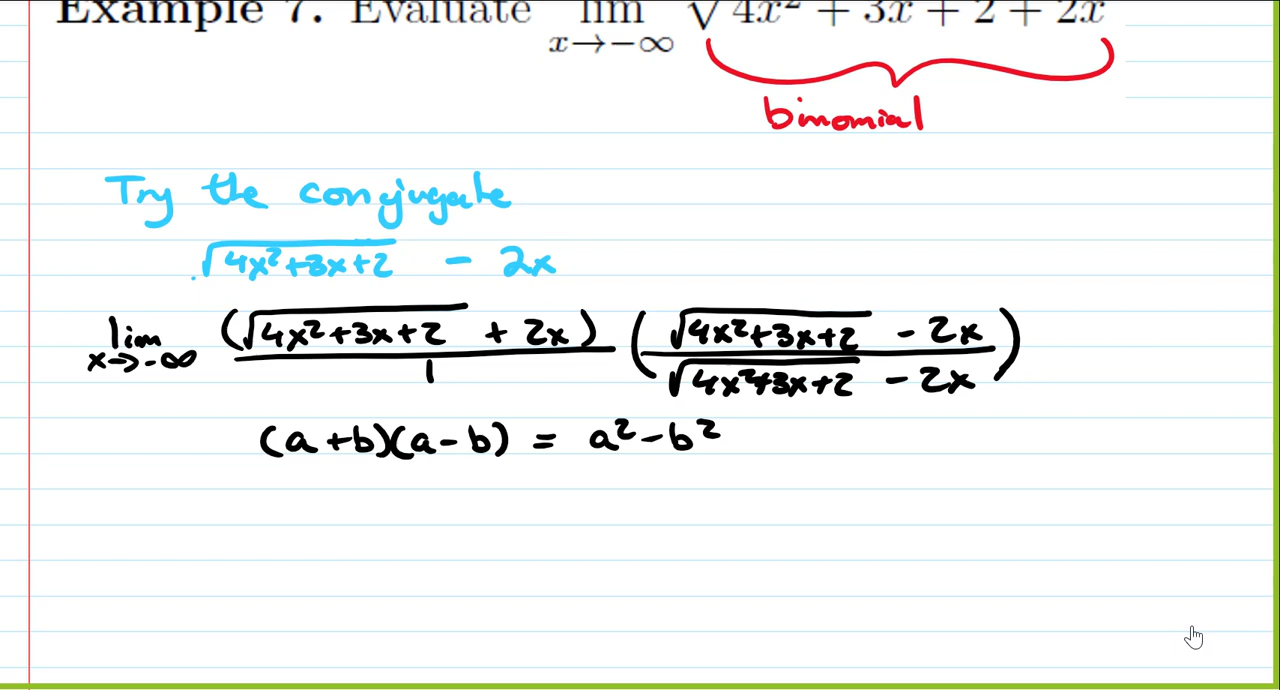 Example 7. Evaluate lim √4x² + 3x + 2 + 2x
x→−∞
binomial
Try the conjugate
√4x²+3x+2 − 2x
lim (√4x²+3x+2 + 2x) (√4x²+3x+2 − 2x)
x→−∞ 1 (√4x²+3x+2 − 2x)
(a+b)(a−b) = a²−b²